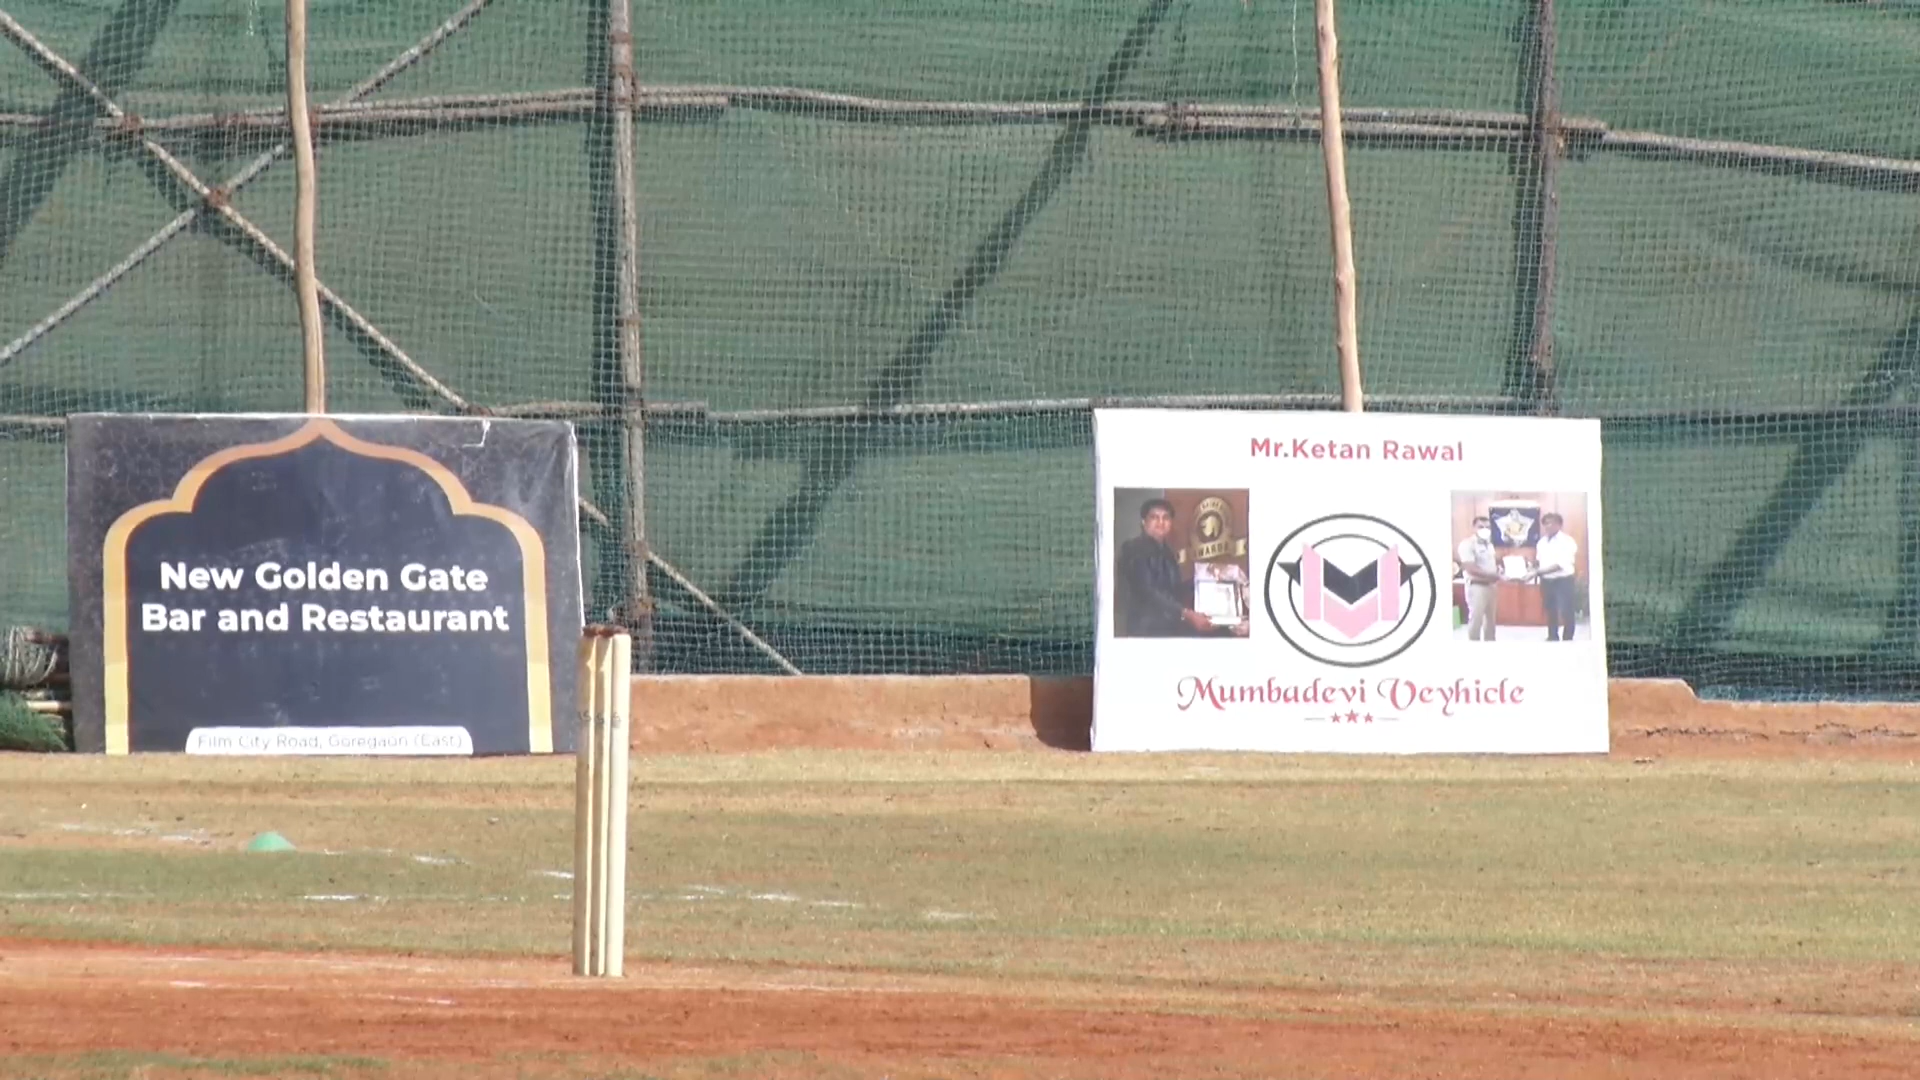 New Golden Gate
Bar and Restaurant
Film City Road, Goregaon (East)
Mr.Ketan Rawal
Mumbadevi Veyhicle